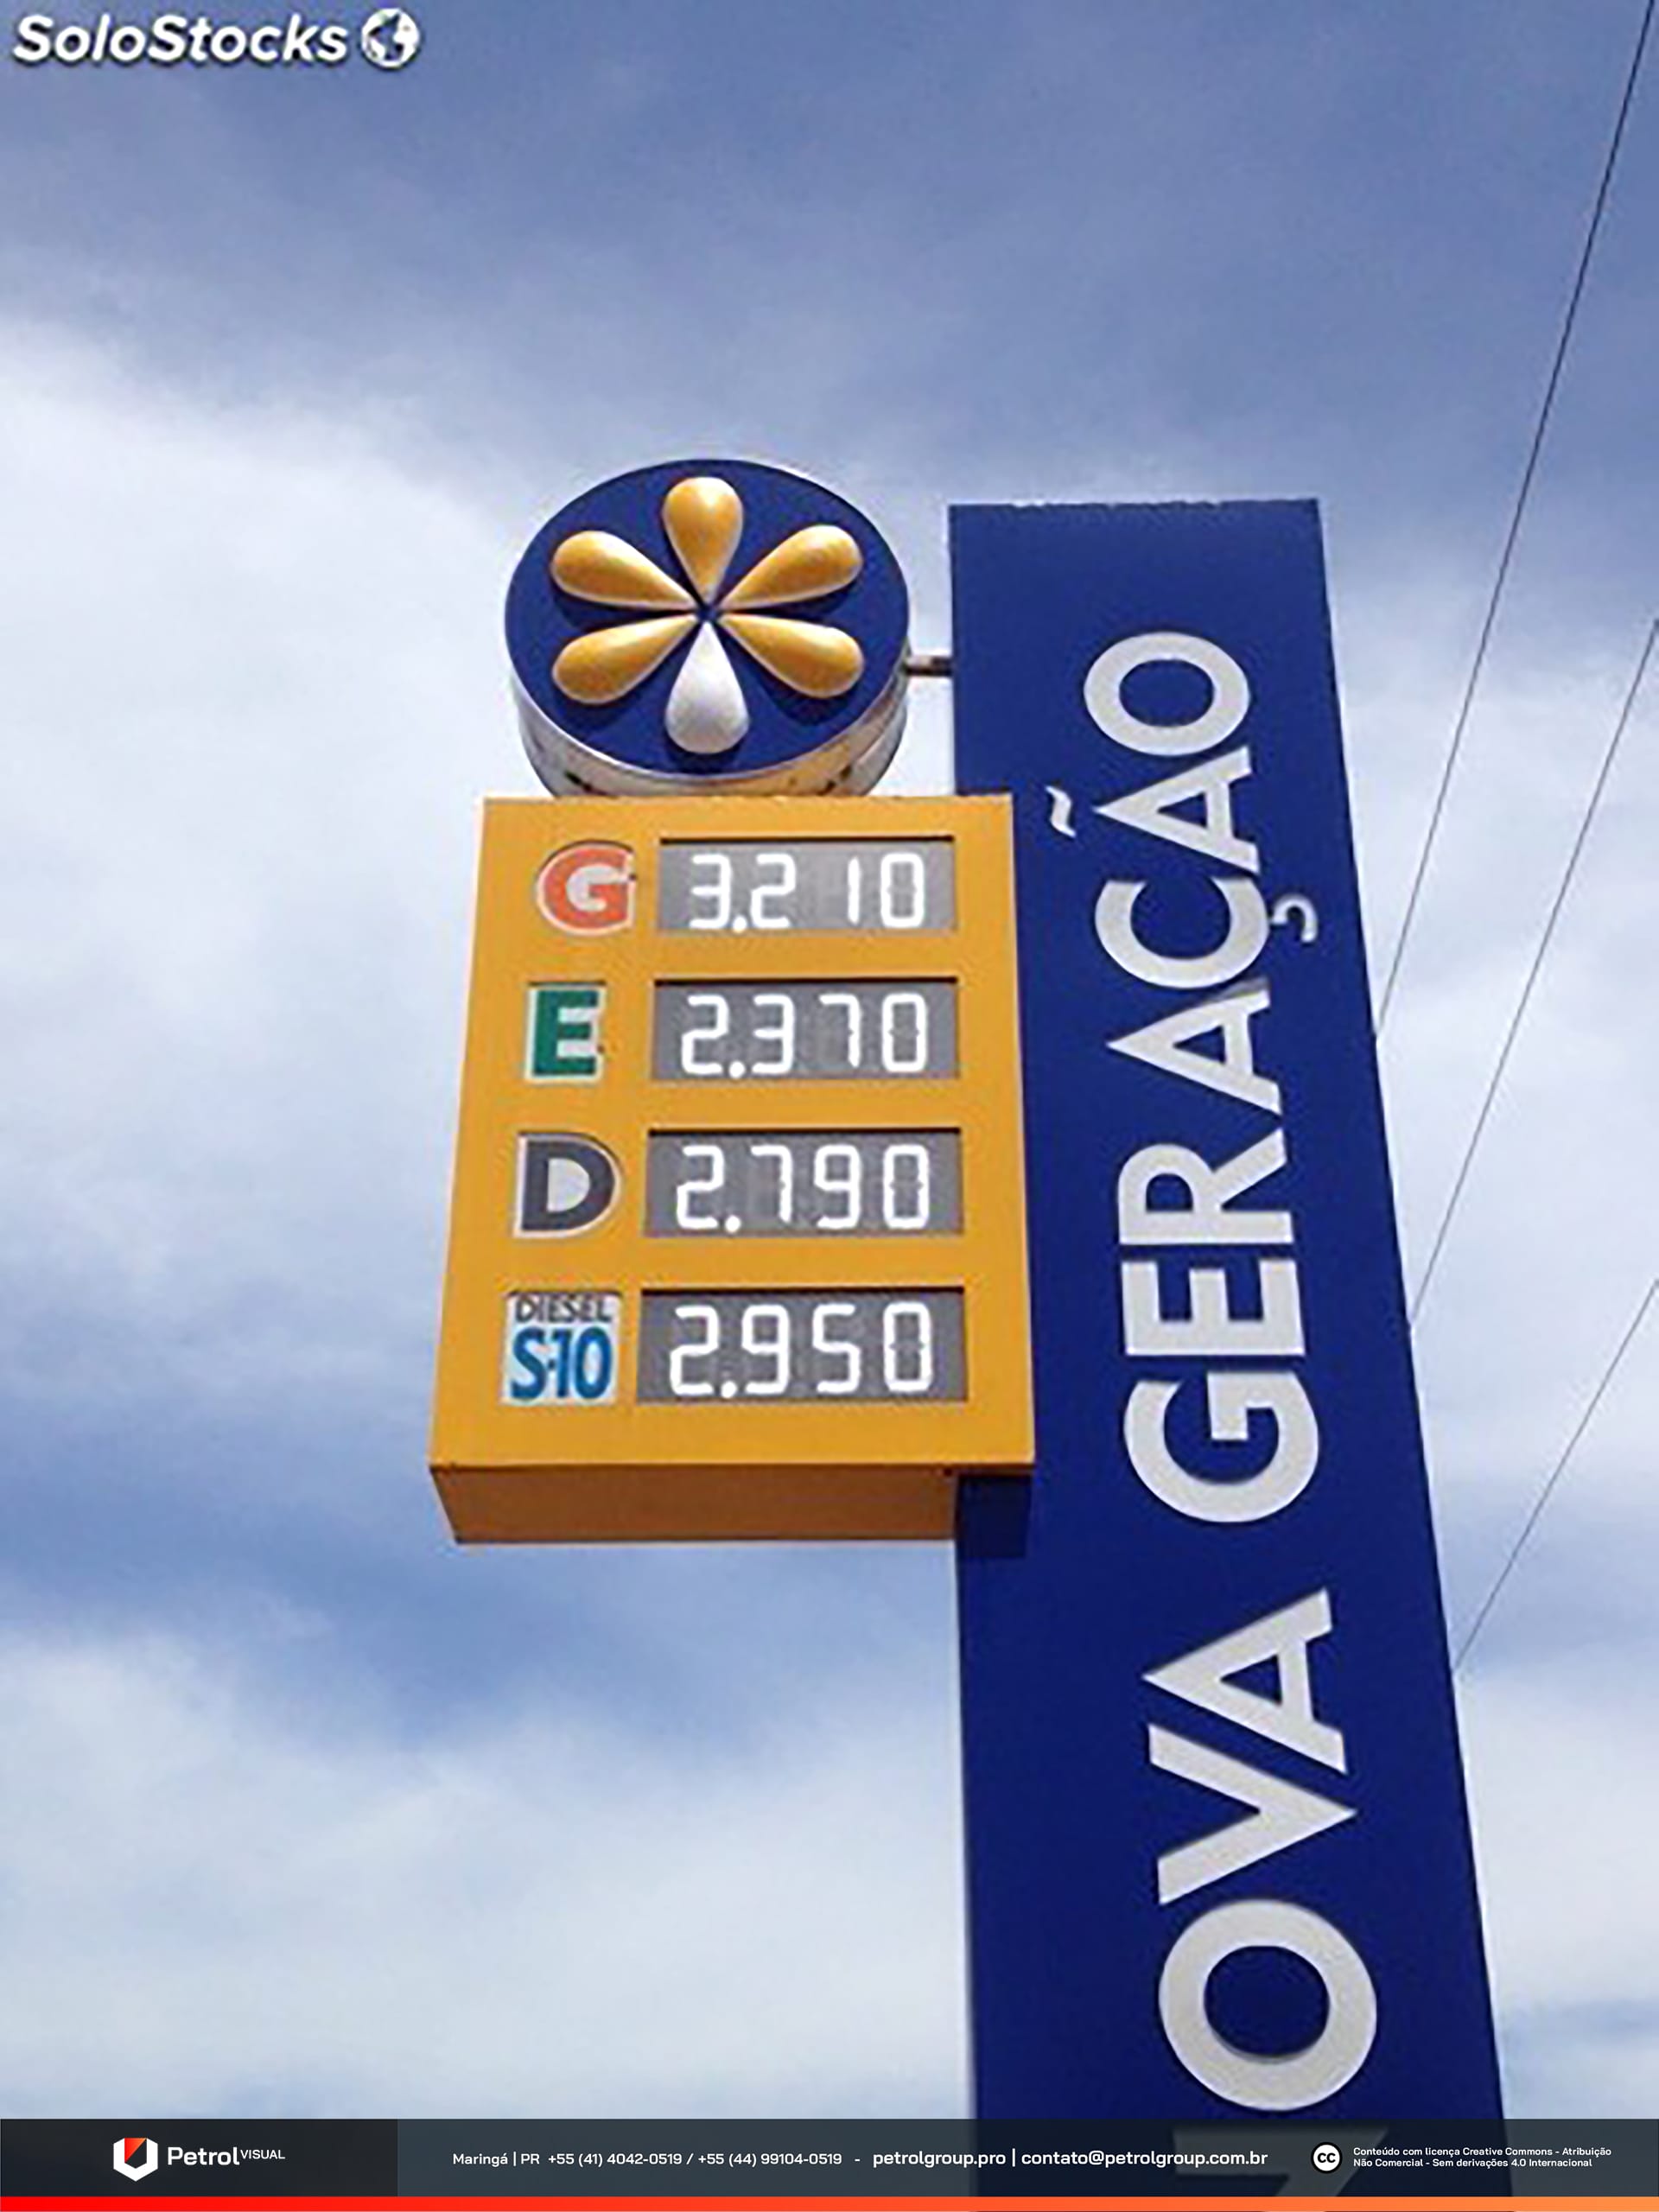 SoloStocks
G 3.210
E 2.370
D 2.790
DIESEL
S-10 2.950
NOVA GERAÇÃO
Petrol VISUAL
Maringá | PR +55 (41) 4042-0519 / +55 (44) 99104-0519 - petrolgroup.pro | contato@petrolgroup.com.br
cc
Conteúdo com licença Creative Commons - Atribuição
Não Comercial - Sem derivações 4.0 Internacional